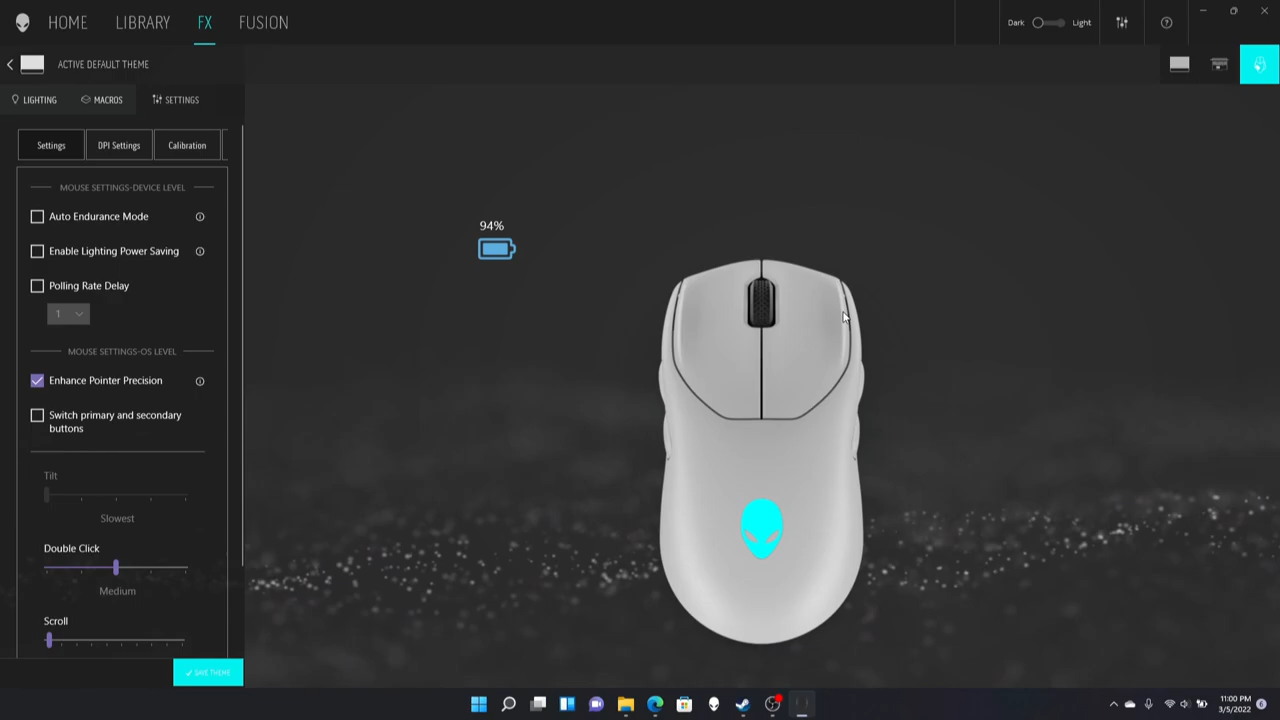 HOME LIBRARY FX FUSION Dark Light
ACTIVE DEFAULT THEME
LIGHTING MACROS SETTINGS
Settings DPI Settings Calibration
MOUSE SETTINGS-DEVICE LEVEL
Auto Endurance Mode
Enable Lighting Power Saving
Polling Rate Delay
1
MOUSE SETTINGS-OS LEVEL
Enhance Pointer Precision
Switch primary and secondary
buttons
Tilt
Slowest
Double Click
Medium
Scroll
SAVE THEME
94%
11:00 PM
3/5/2022